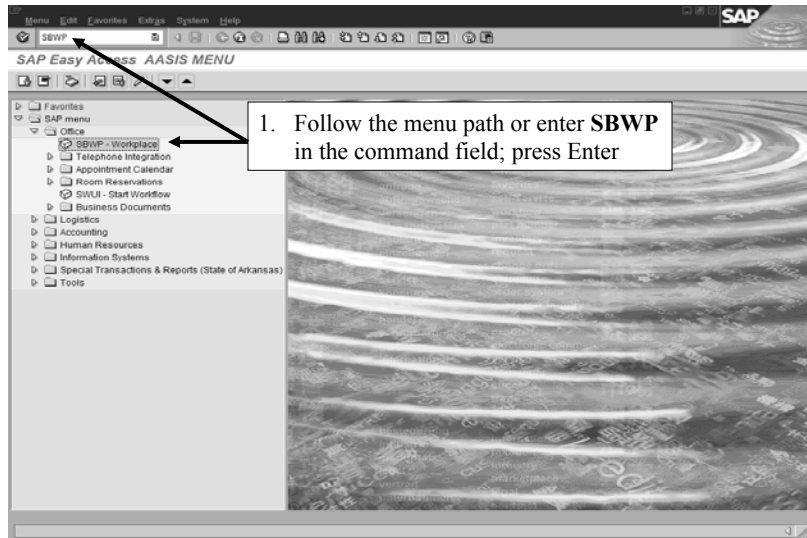 Menu Edit Favorites Extras System Help
SAP
SBWP
SAP Easy Access AASIS MENU
Favorites
SAP menu
Office
SBWP - Workplace
Telephone Integration
Appointment Calendar
Room Reservations
SWUI - Start Workflow
Business Documents
Logistics
Accounting
Human Resources
Information Systems
Special Transactions & Reports (State of Arkansas)
Tools
1. Follow the menu path or enter SBWP
in the command field; press Enter